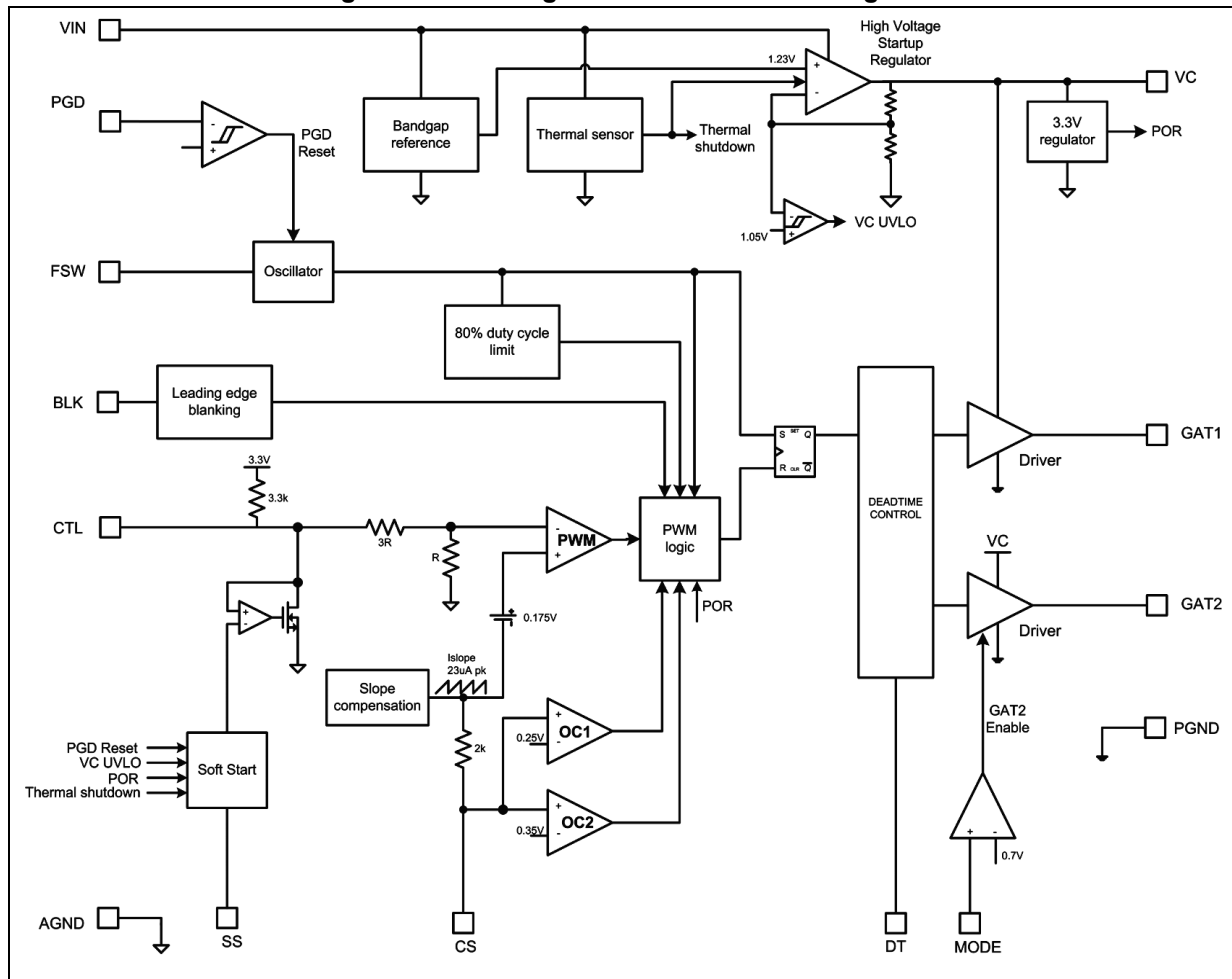 VIN
High Voltage
Startup
Regulator
1.23V
+
-
VC
PGD
-
+
PGD
Reset
Bandgap
reference
Thermal sensor
Thermal
shutdown
3.3V
regulator
POR
-
+
1.05V
VC UVLO
FSW
Oscillator
80% duty cycle
limit
BLK
Leading edge
blanking
S SET Q
R CLR Q
DEADTIME
CONTROL
Driver
GAT1
3.3V
3.3k
CTL
3R
R
-
+
PWM
PWM
logic
POR
VC
Driver
GAT2
+
-
0.175V
Islope
23uA pk
Slope
compensation
2k
+
-
OC1
0.25V
+
-
OC2
0.35V
GAT2
Enable
PGND
PGD Reset
VC UVLO
POR
Thermal shutdown
Soft Start
+
-
0.7V
AGND
SS
CS
DT
MODE